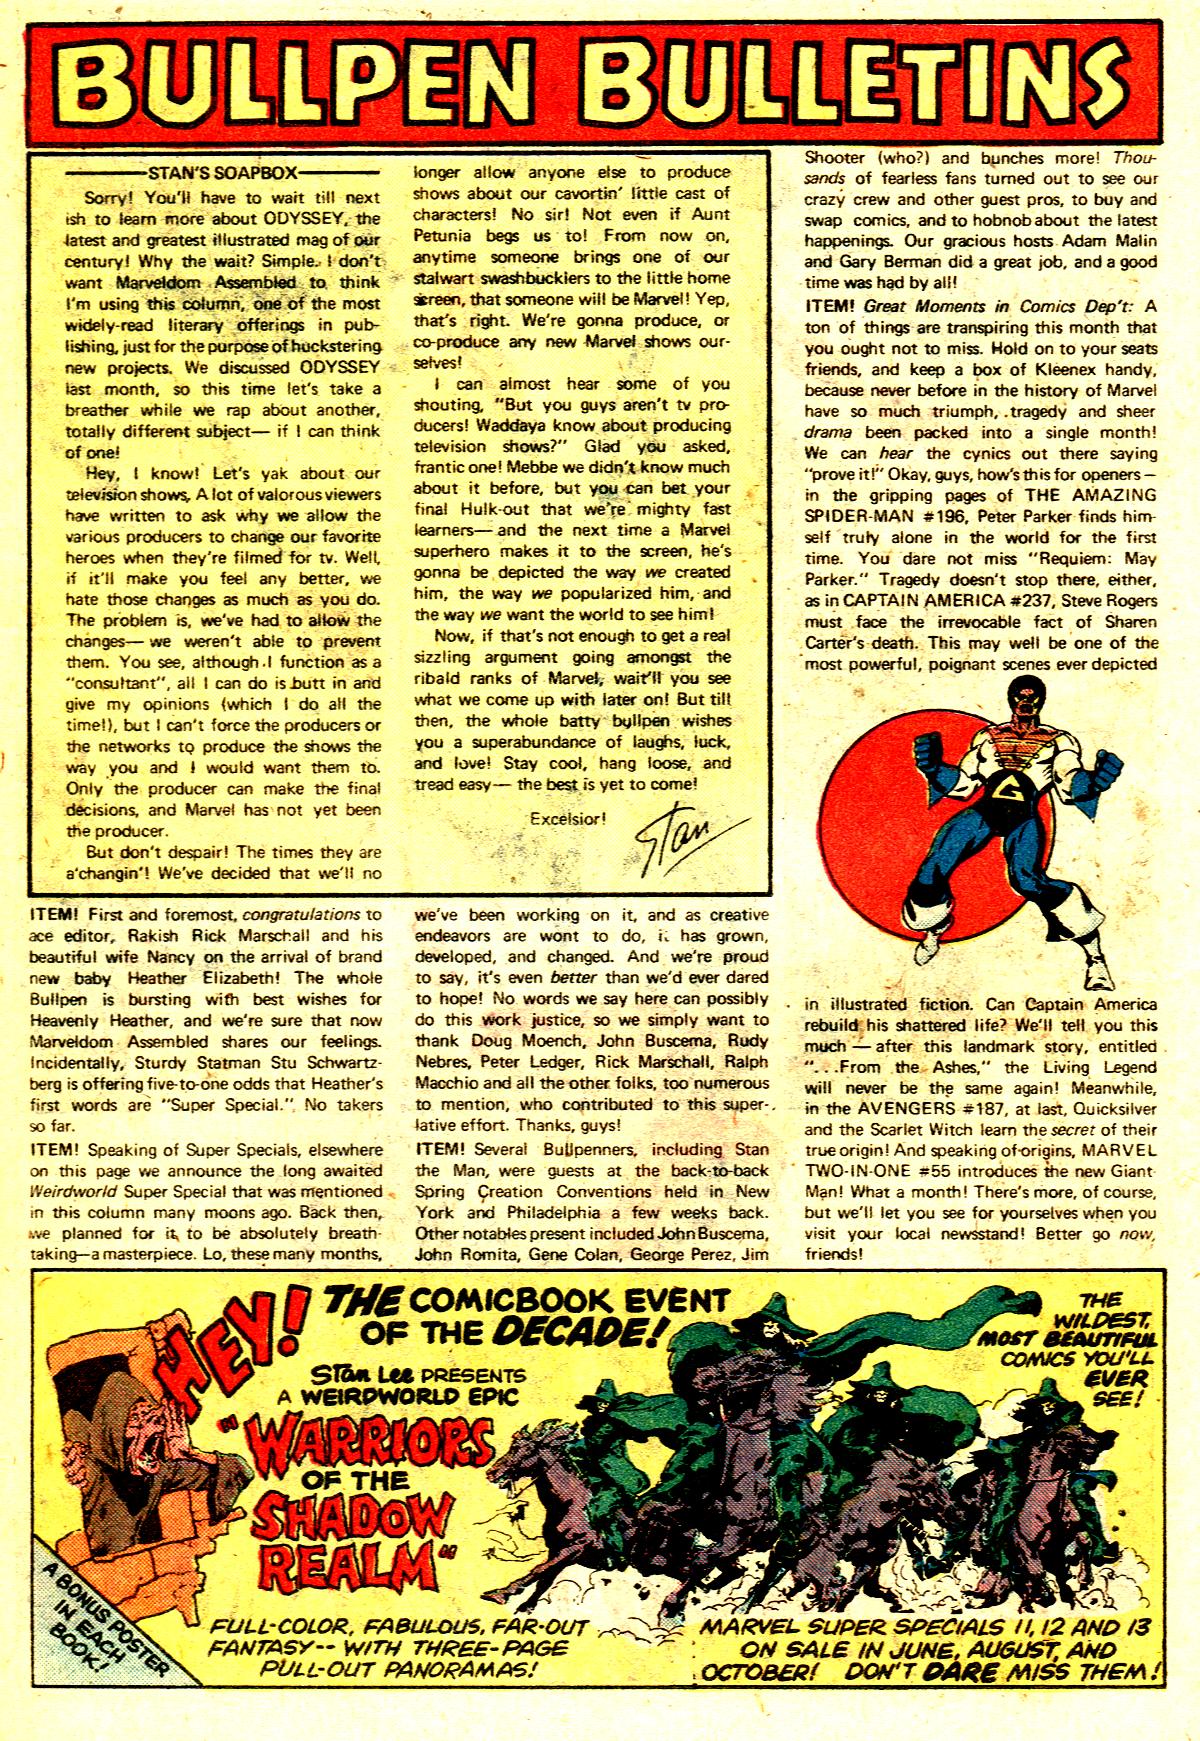 BULLPEN BULLETINS
STAN'S SOAPBOX
Sorry! You'll have to wait till next
ish to learn more about ODYSSEY, the
latest and greatest illustrated mag of our
century! Why the wait? Simple. I don't
want Marveldom Assembled to think
I'm using this column, one of the most
widely-read literary offerings in pub-
lishing, just for the purpose of huckstering
new projects. We discussed ODYSSEY
last month, so this time let's take a
breather while we rap about another,
totally different subject— if I can think
of one!
Hey, I know! Let's yak about our
television shows. A lot of valorous viewers
have written to ask why we allow the
various producers to change our favorite
heroes when they're filmed for tv. Well,
if it'll make you feel any better, we
hate those changes as much as you do.
The problem is, we've had to allow the
changes— we weren't able to prevent
them. You see, although I function as a
"consultant", all I can do is butt in and
give my opinions (which I do all the
time!), but I can't force the producers or
the networks to produce the shows the
way you and I would want them to.
Only the producer can make the final
decisions, and Marvel has not yet been
the producer.
But don't despair! The times they are
a'changin'! We've decided that we'll no
longer allow anyone else to produce
shows about our cavortin' little cast of
characters! No sir! Not even if Aunt
Petunia begs us to! From now on,
anytime someone brings one of our
stalwart swashbucklers to the little home
screen, that someone will be Marvel! Yep,
that's right. We're gonna produce, or
co-produce any new Marvel shows our-
selves!
I can almost hear some of you
shouting, "But you guys aren't tv pro-
ducers! Waddaya know about producing
television shows?" Glad you asked,
frantic one! Mebbe we didn't know much
about it before, but you can bet your
final Hulk-out that we're mighty fast
learners— and the next time a Marvel
superhero makes it to the screen, he's
gonna be depicted the way we created
him, the way we popularized him, and
the way we want the world to see him!
Now, if that's not enough to get a real
sizzling argument going amongst the
ribald ranks of Marvel, wait'll you see
what we come up with later on! But till
then, the whole batty bullpen wishes
you a superabundance of laughs, luck,
and love! Stay cool, hang loose, and
tread easy— the best is yet to come!
Excelsior!
Stan
ITEM! First and foremost, congratulations to
ace editor, Rakish Rick Marschall and his
beautiful wife Nancy on the arrival of brand
new baby Heather Elizabeth! The whole
Bullpen is bursting with best wishes for
Heavenly Heather, and we're sure that now
Marveldom Assembled shares our feelings.
Incidentally, Sturdy Statman Stu Schwartz-
berg is offering five-to-one odds that Heather's
first words are "Super Special." No takers
so far.
ITEM! Speaking of Super Specials, elsewhere
on this page we announce the long awaited
Weirdworld Super Special that was mentioned
in this column many moons ago. Back then,
we planned for it to be absolutely breath-
taking—a masterpiece. Lo, these many months,
we've been working on it, and as creative
endeavors are wont to do, it has grown,
developed, and changed. And we're proud
to say, it's even better than we'd ever dared
to hope! No words we say here can possibly
do this work justice, so we simply want to
thank Doug Moench, John Buscema, Rudy
Nebres, Peter Ledger, Rick Marschall, Ralph
Macchio and all the other folks, too numerous
to mention, who contributed to this super-
lative effort. Thanks, guys!
ITEM! Several Bullpenners, including Stan
the Man, were guests at the back-to-back
Spring Creation Conventions held in New
York and Philadelphia a few weeks back.
Other notables present included John Buscema,
John Romita, Gene Colan, George Perez, Jim
Shooter (who?) and bunches more! Thou-
sands of fearless fans turned out to see our
crazy crew and other guest pros, to buy and
swap comics, and to hobnob about the latest
happenings. Our gracious hosts Adam Malin
and Gary Berman did a great job, and a good
time was had by all!
ITEM! Great Moments in Comics Dep't: A
ton of things are transpiring this month that
you ought not to miss. Hold on to your seats
friends, and keep a box of Kleenex handy,
because never before in the history of Marvel
have so much triumph, tragedy and sheer
drama been packed into a single month!
We can hear the cynics out there saying
"prove it!" Okay, guys, how's this for openers—
in the gripping pages of THE AMAZING
SPIDER-MAN #196, Peter Parker finds him-
self truly alone in the world for the first
time. You dare not miss "Requiem: May
Parker." Tragedy doesn't stop there, either,
as in CAPTAIN AMERICA #237, Steve Rogers
must face the irrevocable fact of Sharen
Carter's death. This may well be one of the
most powerful, poignant scenes ever depicted
G
in illustrated fiction. Can Captain America
rebuild his shattered life? We'll tell you this
much — after this landmark story, entitled
"...From the Ashes," the Living Legend
will never be the same again! Meanwhile,
in the AVENGERS #187, at last, Quicksilver
and the Scarlet Witch learn the secret of their
true origin! And speaking of origins, MARVEL
TWO-IN-ONE #55 introduces the new Giant
Man! What a month! There's more, of course,
but we'll let you see for yourselves when you
visit your local newsstand! Better go now,
friends!
HEY! THE COMICBOOK EVENT
OF THE DECADE!
Stan Lee PRESENTS
A WEIRDWORLD EPIC
"WARRIORS
OF THE
SHADOW
REALM"
THE
WILDEST,
MOST BEAUTIFUL
COMICS YOU'LL
EVER
SEE!
A BONUS POSTER
IN EACH
BOOK!
FULL-COLOR, FABULOUS, FAR-OUT
FANTASY-- WITH THREE-PAGE
PULL-OUT PANORAMAS!
MARVEL SUPER SPECIALS 11, 12 AND 13
ON SALE IN JUNE, AUGUST, AND
OCTOBER! DON'T DARE MISS THEM!